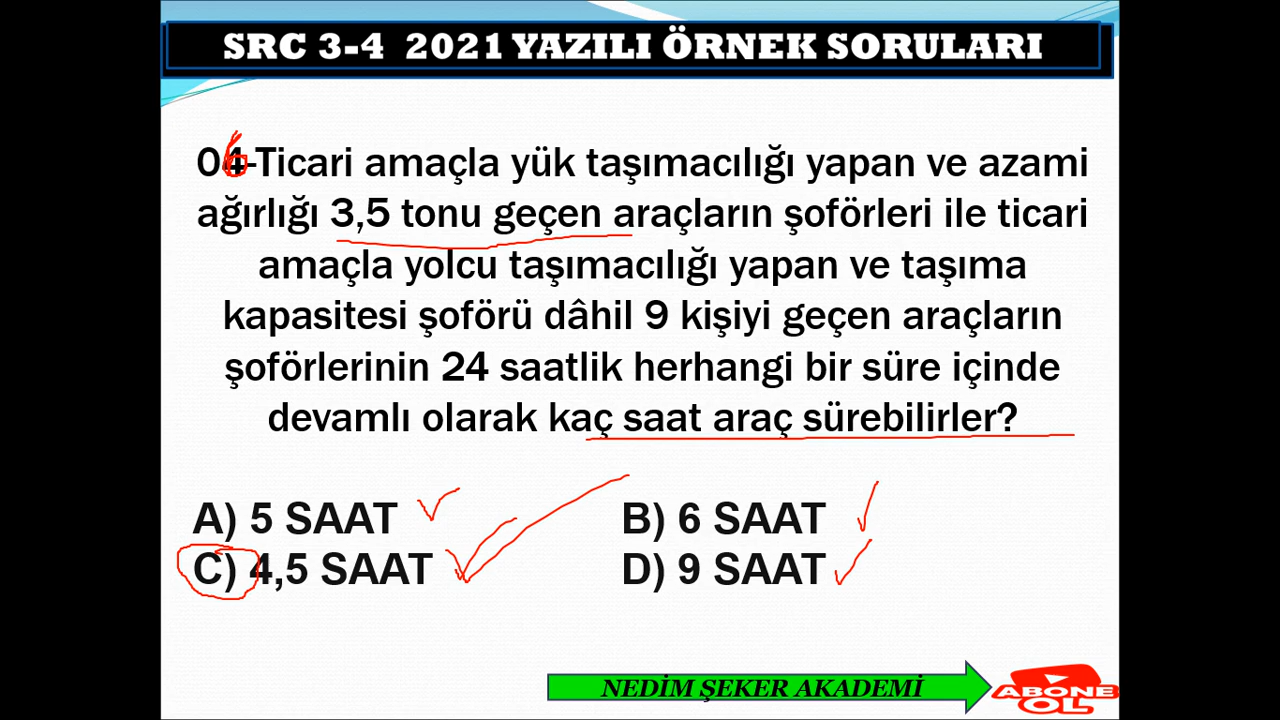 SRC 3-4 2021 YAZILI ÖRNEK SORULARI
04-Ticari amaçla yük taşımacılığı yapan ve azami
ağırlığı 3,5 tonu geçen araçların şoförleri ile ticari
amaçla yolcu taşımacılığı yapan ve taşıma
kapasitesi şoförü dâhil 9 kişiyi geçen araçların
şoförlerinin 24 saatlik herhangi bir süre içinde
devamlı olarak kaç saat araç sürebilirler?
A) 5 SAAT
B) 6 SAAT
C) 4,5 SAAT
D) 9 SAAT
NEDİM ŞEKER AKADEMİ
ABONE
OL